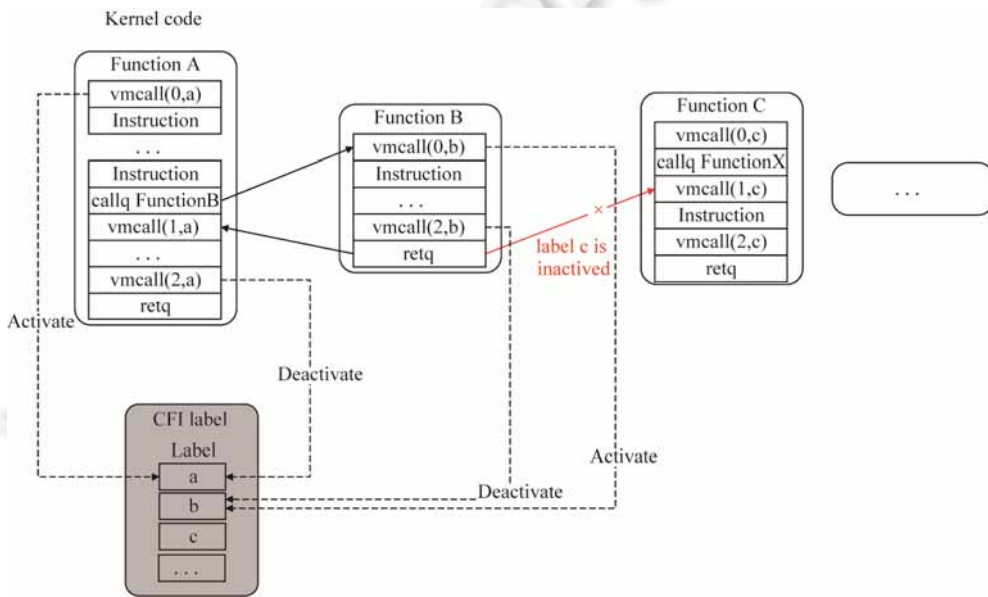 Kernel code
Function A
vmcall(0,a)
Instruction
. . .
Instruction
callq FunctionB
vmcall(1,a)
. . .
vmcall(2,a)
retq
Function B
vmcall(0,b)
Instruction
. . .
vmcall(2,b)
retq
×
label c is
inactived
Function C
vmcall(0,c)
callq FunctionX
vmcall(1,c)
Instruction
vmcall(2,c)
retq
. . .
Activate
Deactivate
Activate
Deactivate
CFI label
Label
a
b
c
. . .